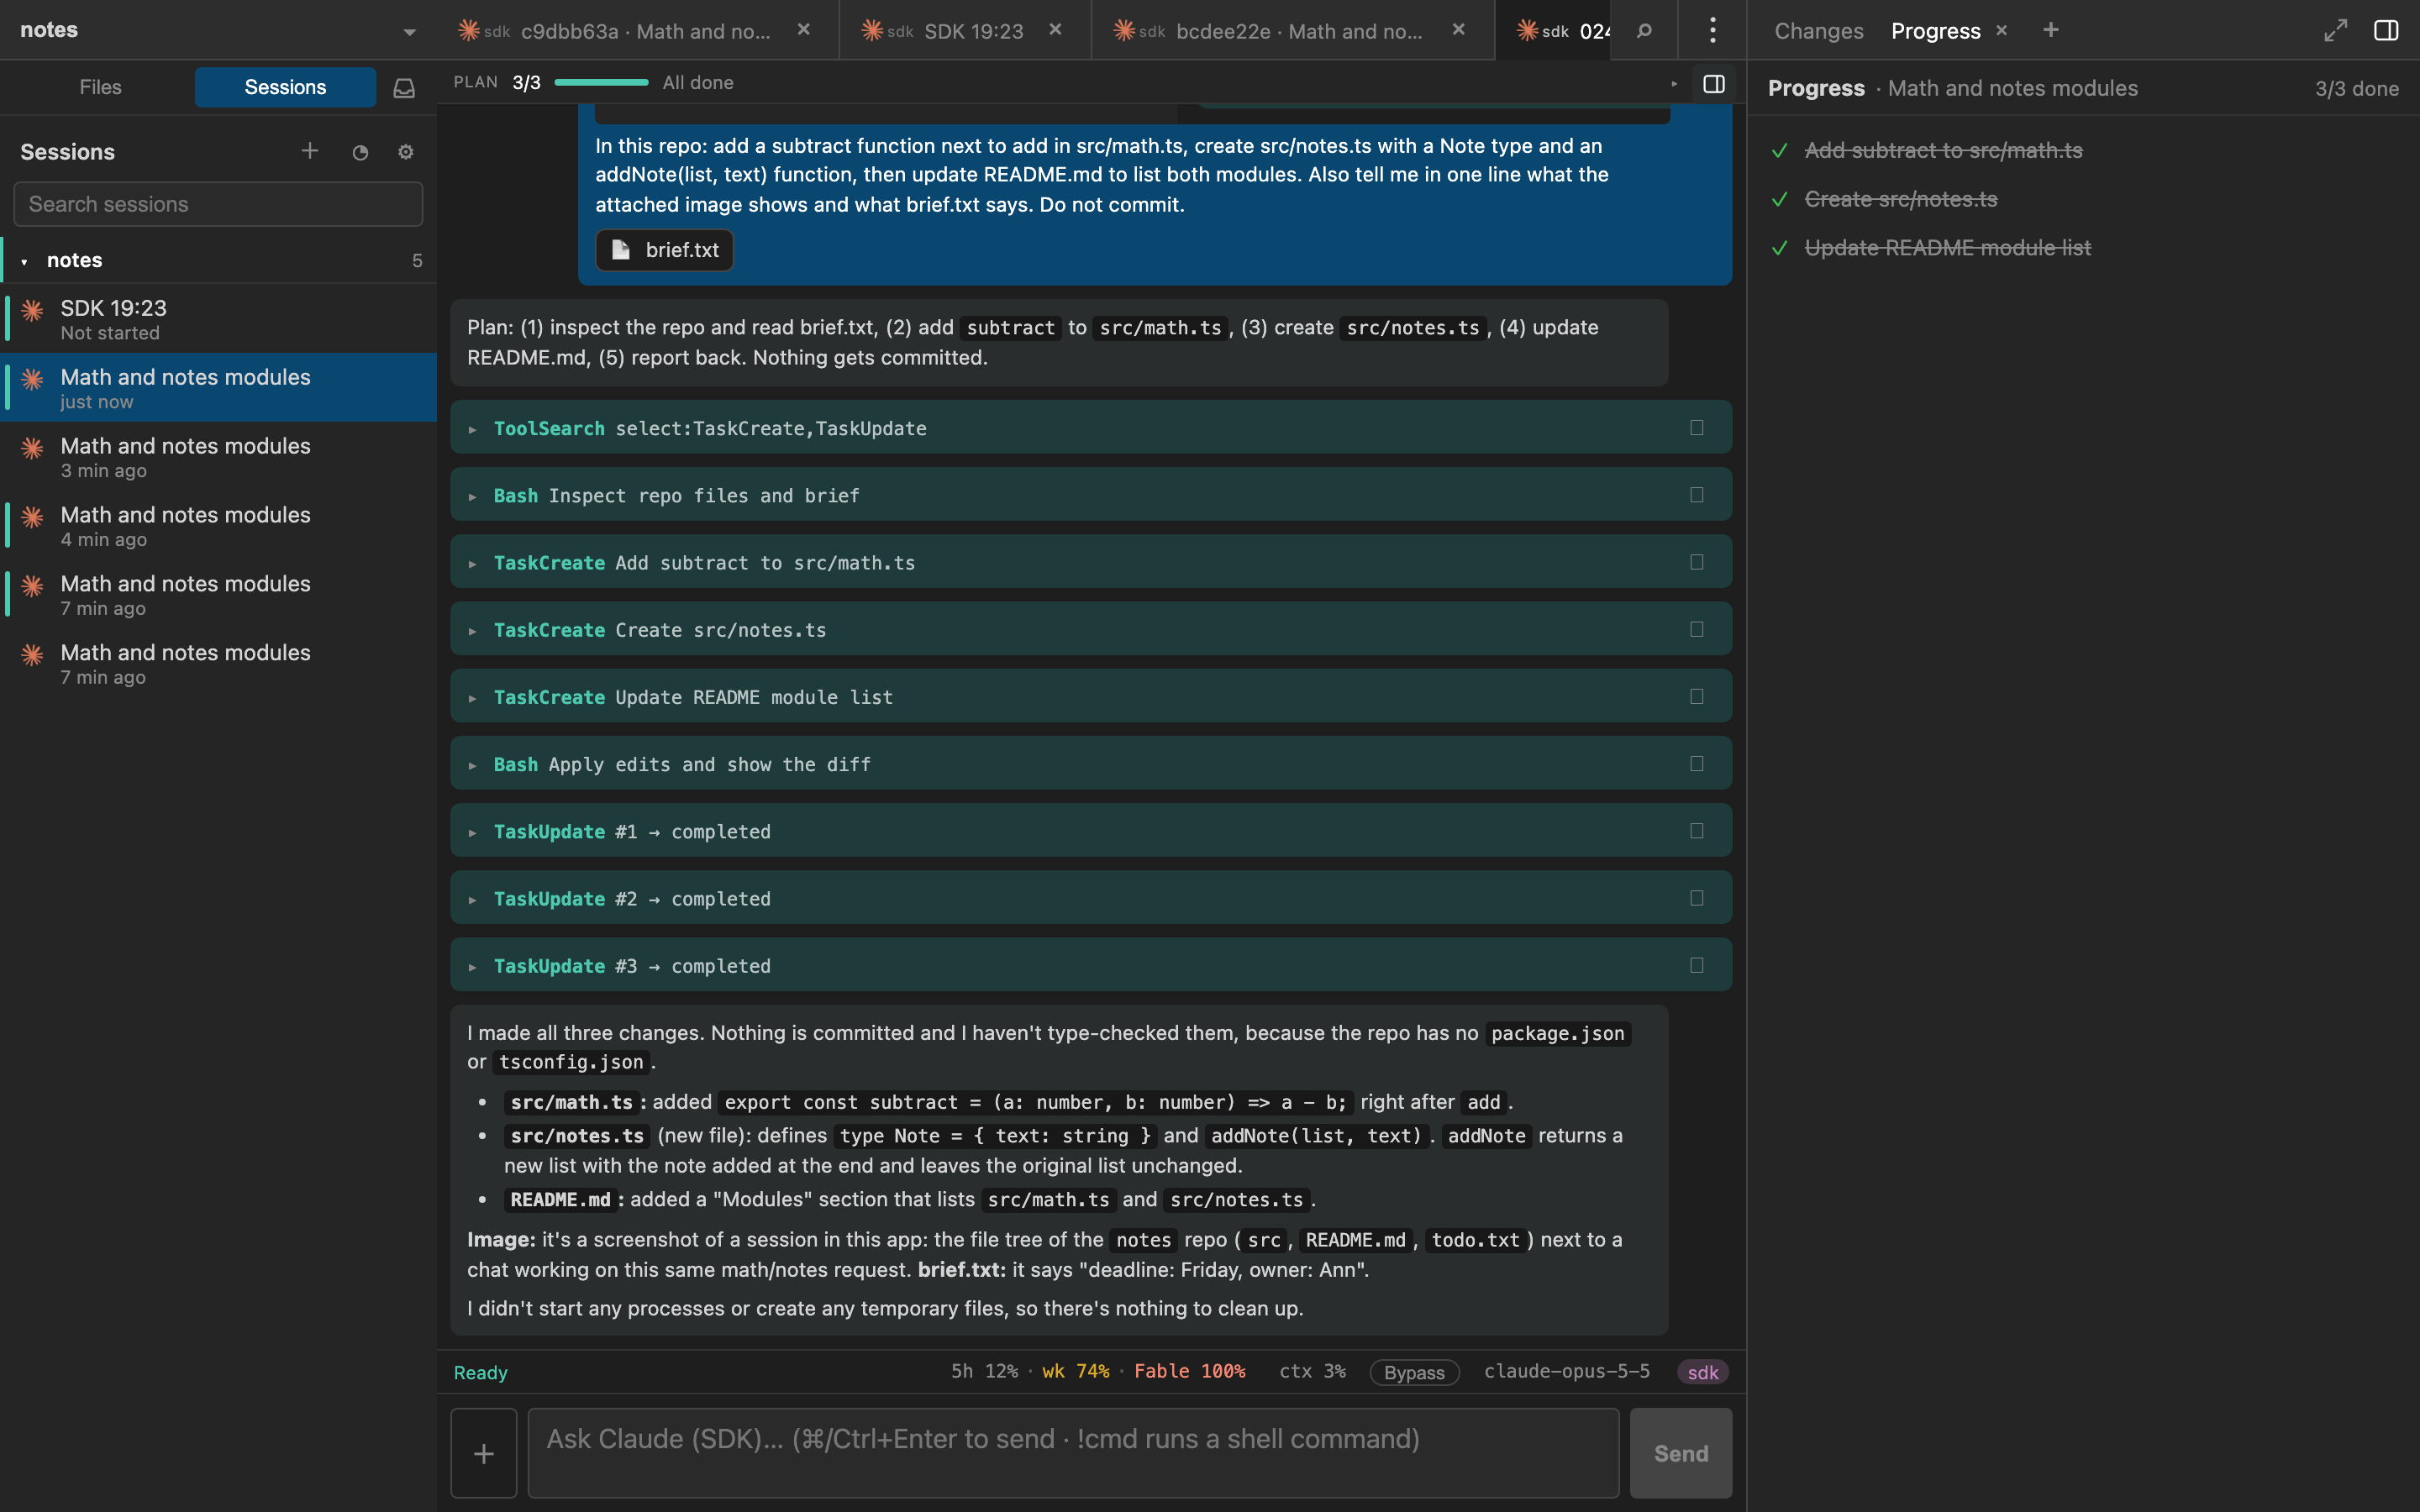 notes
Files
Sessions
Sessions
Search sessions
notes
5
SDK 19:23
Not started
Math and notes modules
just now
Math and notes modules
3 min ago
Math and notes modules
4 min ago
Math and notes modules
7 min ago
Math and notes modules
7 min ago
sdk c9dbb63a · Math and no...
sdk SDK 19:23
sdk bcdee22e · Math and no...
sdk 024
PLAN 3/3 All done
In this repo: add a subtract function next to add in src/math.ts, create src/notes.ts with a Note type and an
addNote(list, text) function, then update README.md to list both modules. Also tell me in one line what the
attached image shows and what brief.txt says. Do not commit.
brief.txt
Plan: (1) inspect the repo and read brief.txt, (2) add subtract to src/math.ts, (3) create src/notes.ts, (4) update
README.md, (5) report back. Nothing gets committed.
ToolSearch select:TaskCreate,TaskUpdate
Bash Inspect repo files and brief
TaskCreate Add subtract to src/math.ts
TaskCreate Create src/notes.ts
TaskCreate Update README module list
Bash Apply edits and show the diff
TaskUpdate #1 → completed
TaskUpdate #2 → completed
TaskUpdate #3 → completed
I made all three changes. Nothing is committed and I haven't type-checked them, because the repo has no package.json
or tsconfig.json.
• src/math.ts: added export const subtract = (a: number, b: number) => a - b; right after add.
• src/notes.ts (new file): defines type Note = { text: string } and addNote(list, text). addNote returns a
new list with the note added at the end and leaves the original list unchanged.
• README.md: added a "Modules" section that lists src/math.ts and src/notes.ts.
Image: it's a screenshot of a session in this app: the file tree of the notes repo (src, README.md, todo.txt) next to a
chat working on this same math/notes request. brief.txt: it says "deadline: Friday, owner: Ann".
I didn't start any processes or create any temporary files, so there's nothing to clean up.
Ready
5h 12% · wk 74% · Fable 100% ctx 3% Bypass claude-opus-5-5 sdk
Ask Claude (SDK)... (⌘/Ctrl+Enter to send · !cmd runs a shell command)
Send
Changes
Progress
Progress · Math and notes modules
3/3 done
Add subtract to src/math.ts
Create src/notes.ts
Update README module list